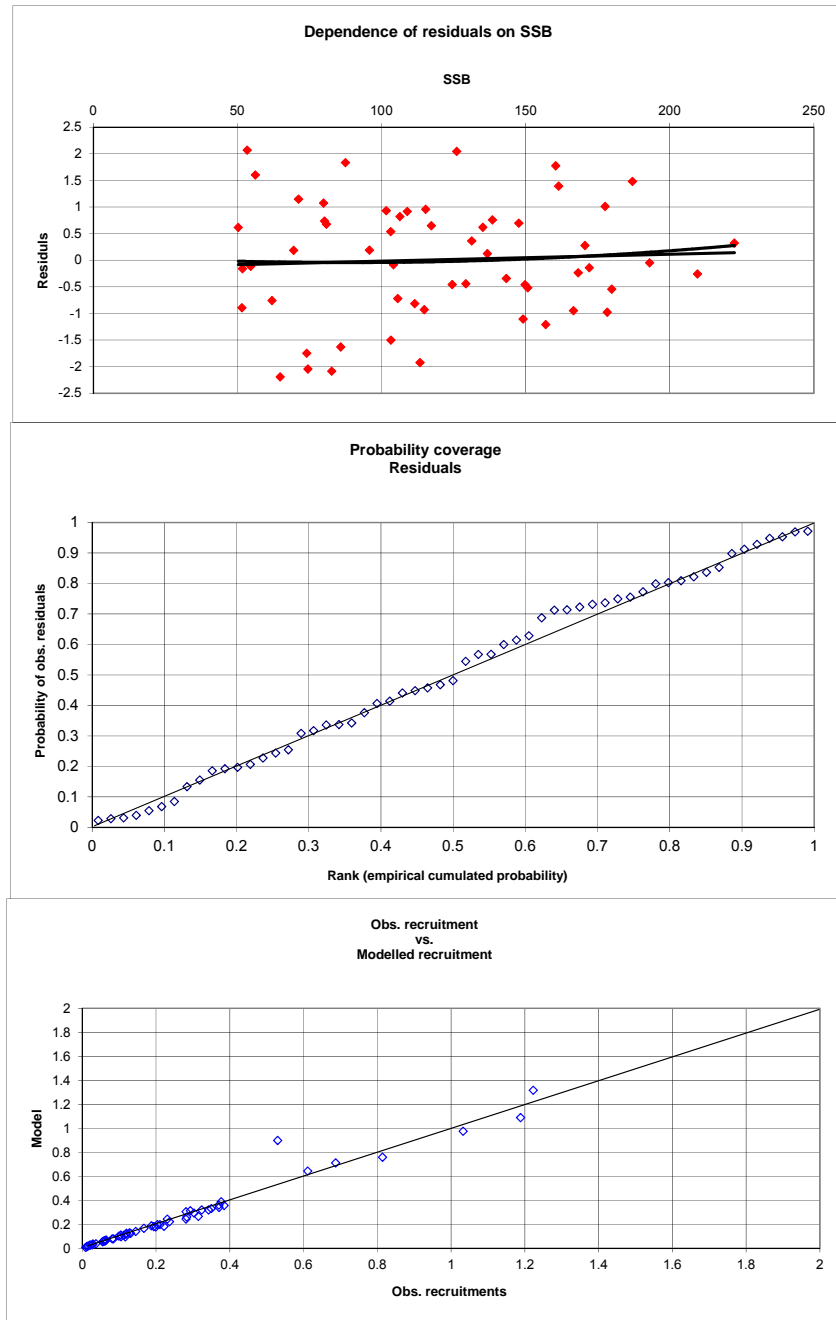 Dependence of residuals on SSB
SSB
0 50 100 150 200 250
2.5
2
1.5
1
0.5
0
-0.5
-1
-1.5
-2
-2.5
Residuls
Probability coverage
Residuals
1
0.9
0.8
0.7
0.6
0.5
0.4
0.3
0.2
0.1
0
Probability of obs. residuals
0 0.1 0.2 0.3 0.4 0.5 0.6 0.7 0.8 0.9 1
Rank (empirical cumulated probability)
Obs. recruitment
vs.
Modelled recruitment
2
1.8
1.6
1.4
1.2
1
0.8
0.6
0.4
0.2
0
Model
0 0.2 0.4 0.6 0.8 1 1.2 1.4 1.6 1.8 2
Obs. recruitments